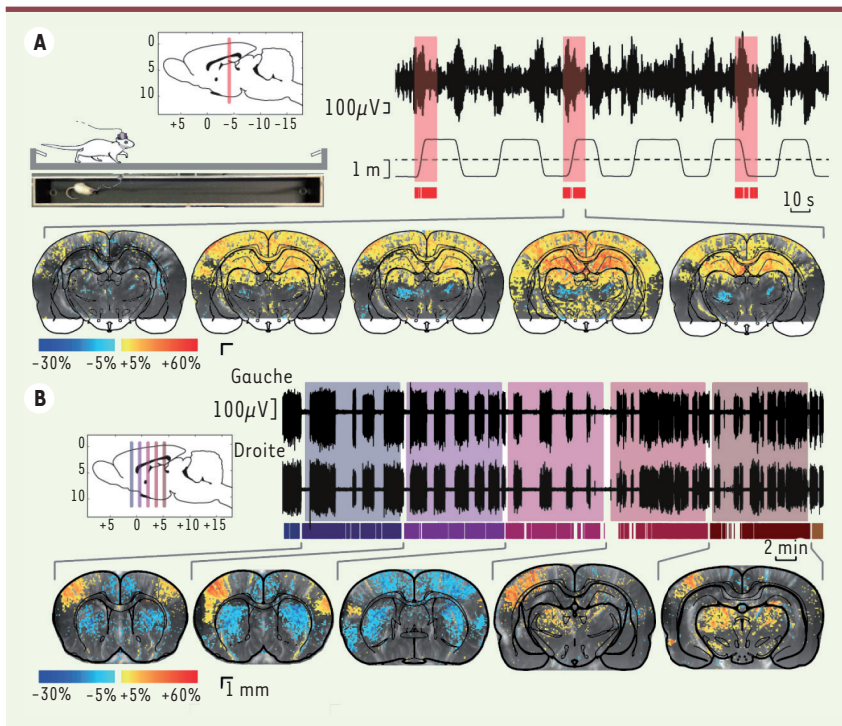 A
0
5
10
+5 0 -5 -10 -15
100µV
1 m
10 s
-30% -5% +5% +60%
B
Gauche
100µV
Droite
0
5
10
+5 0 +5 +10 +15
2 min
-30% -5% +5% +60%
1 mm